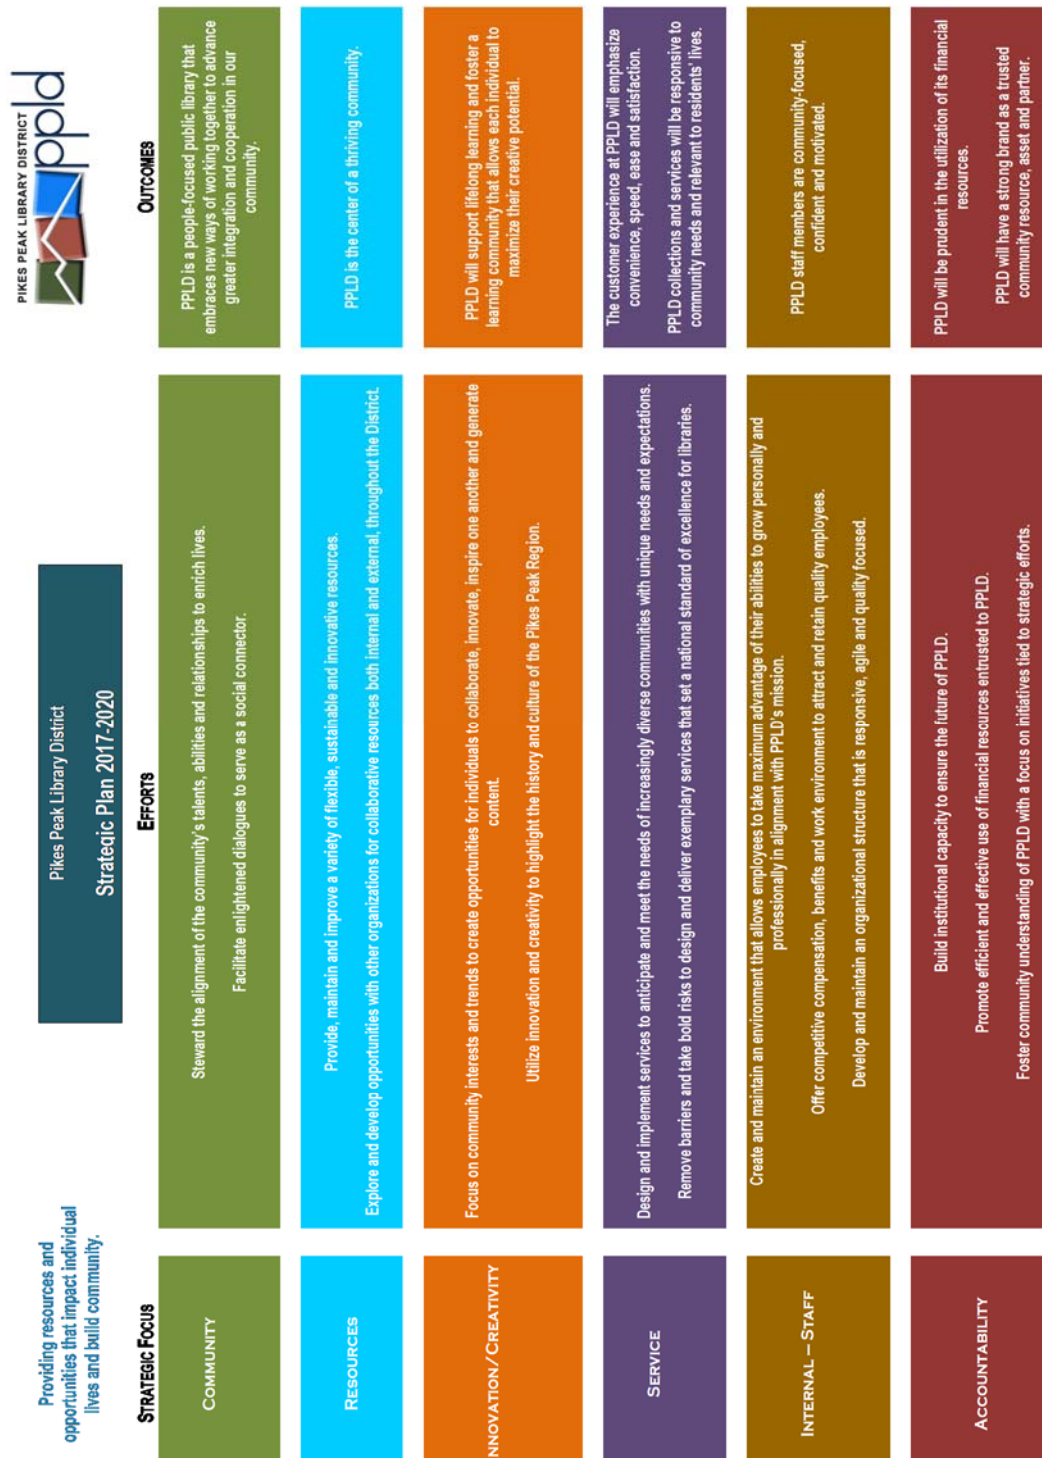 Providing resources and
opportunities that impact individual
lives and build community.
Pikes Peak Library District
Strategic Plan 2017-2020
PIKES PEAK LIBRARY DISTRICT
ppld
STRATEGIC FOCUS
EFFORTS
OUTCOMES
COMMUNITY
Steward the alignment of the community's talents, abilities and relationships to enrich lives.
Facilitate enlightened dialogues to serve as a social connector.
PPLD is a people-focused public library that
embraces new ways of working together to advance
greater integration and cooperation in our
community.
RESOURCES
Provide, maintain and improve a variety of flexible, sustainable and innovative resources.
Explore and develop opportunities with other organizations for collaborative resources both internal and external, throughout the District.
PPLD is the center of a thriving community.
NNOVATION/CREATIVITY
Focus on community interests and trends to create opportunities for individuals to collaborate, innovate, inspire one another and generate
content.
Utilize innovation and creativity to highlight the history and culture of the Pikes Peak Region.
PPLD will support lifelong learning and foster a
learning community that allows each individual to
maximize their creative potential.
SERVICE
Design and implement services to anticipate and meet the needs of increasingly diverse communities with unique needs and expectations.
Remove barriers and take bold risks to design and deliver exemplary services that set a national standard of excellence for libraries.
The customer experience at PPLD will emphasize
convenience, speed, ease and satisfaction.
PPLD collections and services will be responsive to
community needs and relevant to residents' lives.
INTERNAL – STAFF
Create and maintain an environment that allows employees to take maximum advantage of their abilities to grow personally and
professionally in alignment with PPLD's mission.
Offer competitive compensation, benefits and work environment to attract and retain quality employees.
Develop and maintain an organizational structure that is responsive, agile and quality focused.
PPLD staff members are community-focused,
confident and motivated.
ACCOUNTABILITY
Build institutional capacity to ensure the future of PPLD.
Promote efficient and effective use of financial resources entrusted to PPLD.
Foster community understanding of PPLD with a focus on initiatives tied to strategic efforts.
PPLD will be prudent in the utilization of its financial
resources.
PPLD will have a strong brand as a trusted
community resource, asset and partner.